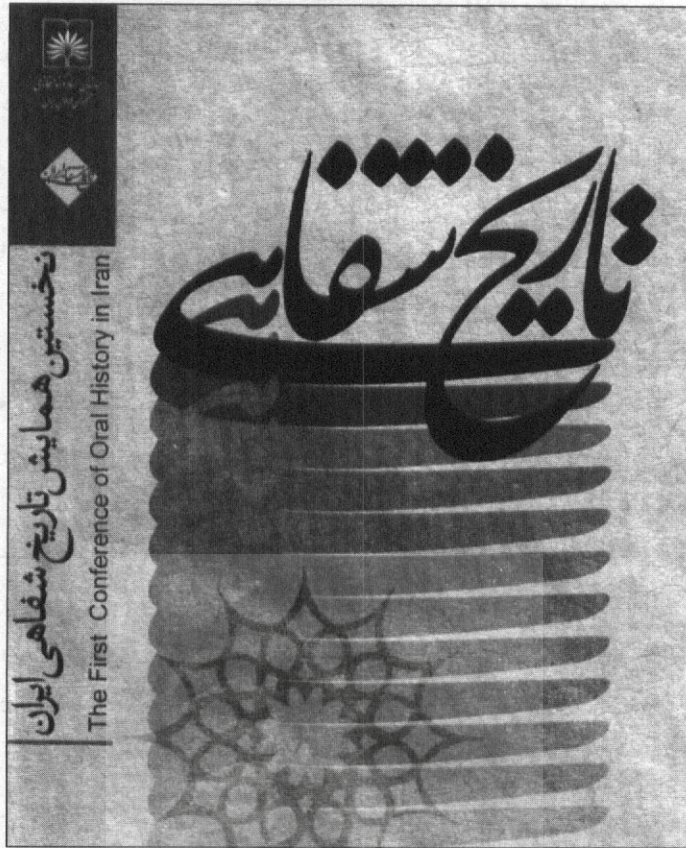 تاریخ شفاهی
نخستین همایش تاریخ شفاهی ایران
The First Conference of Oral History in Iran